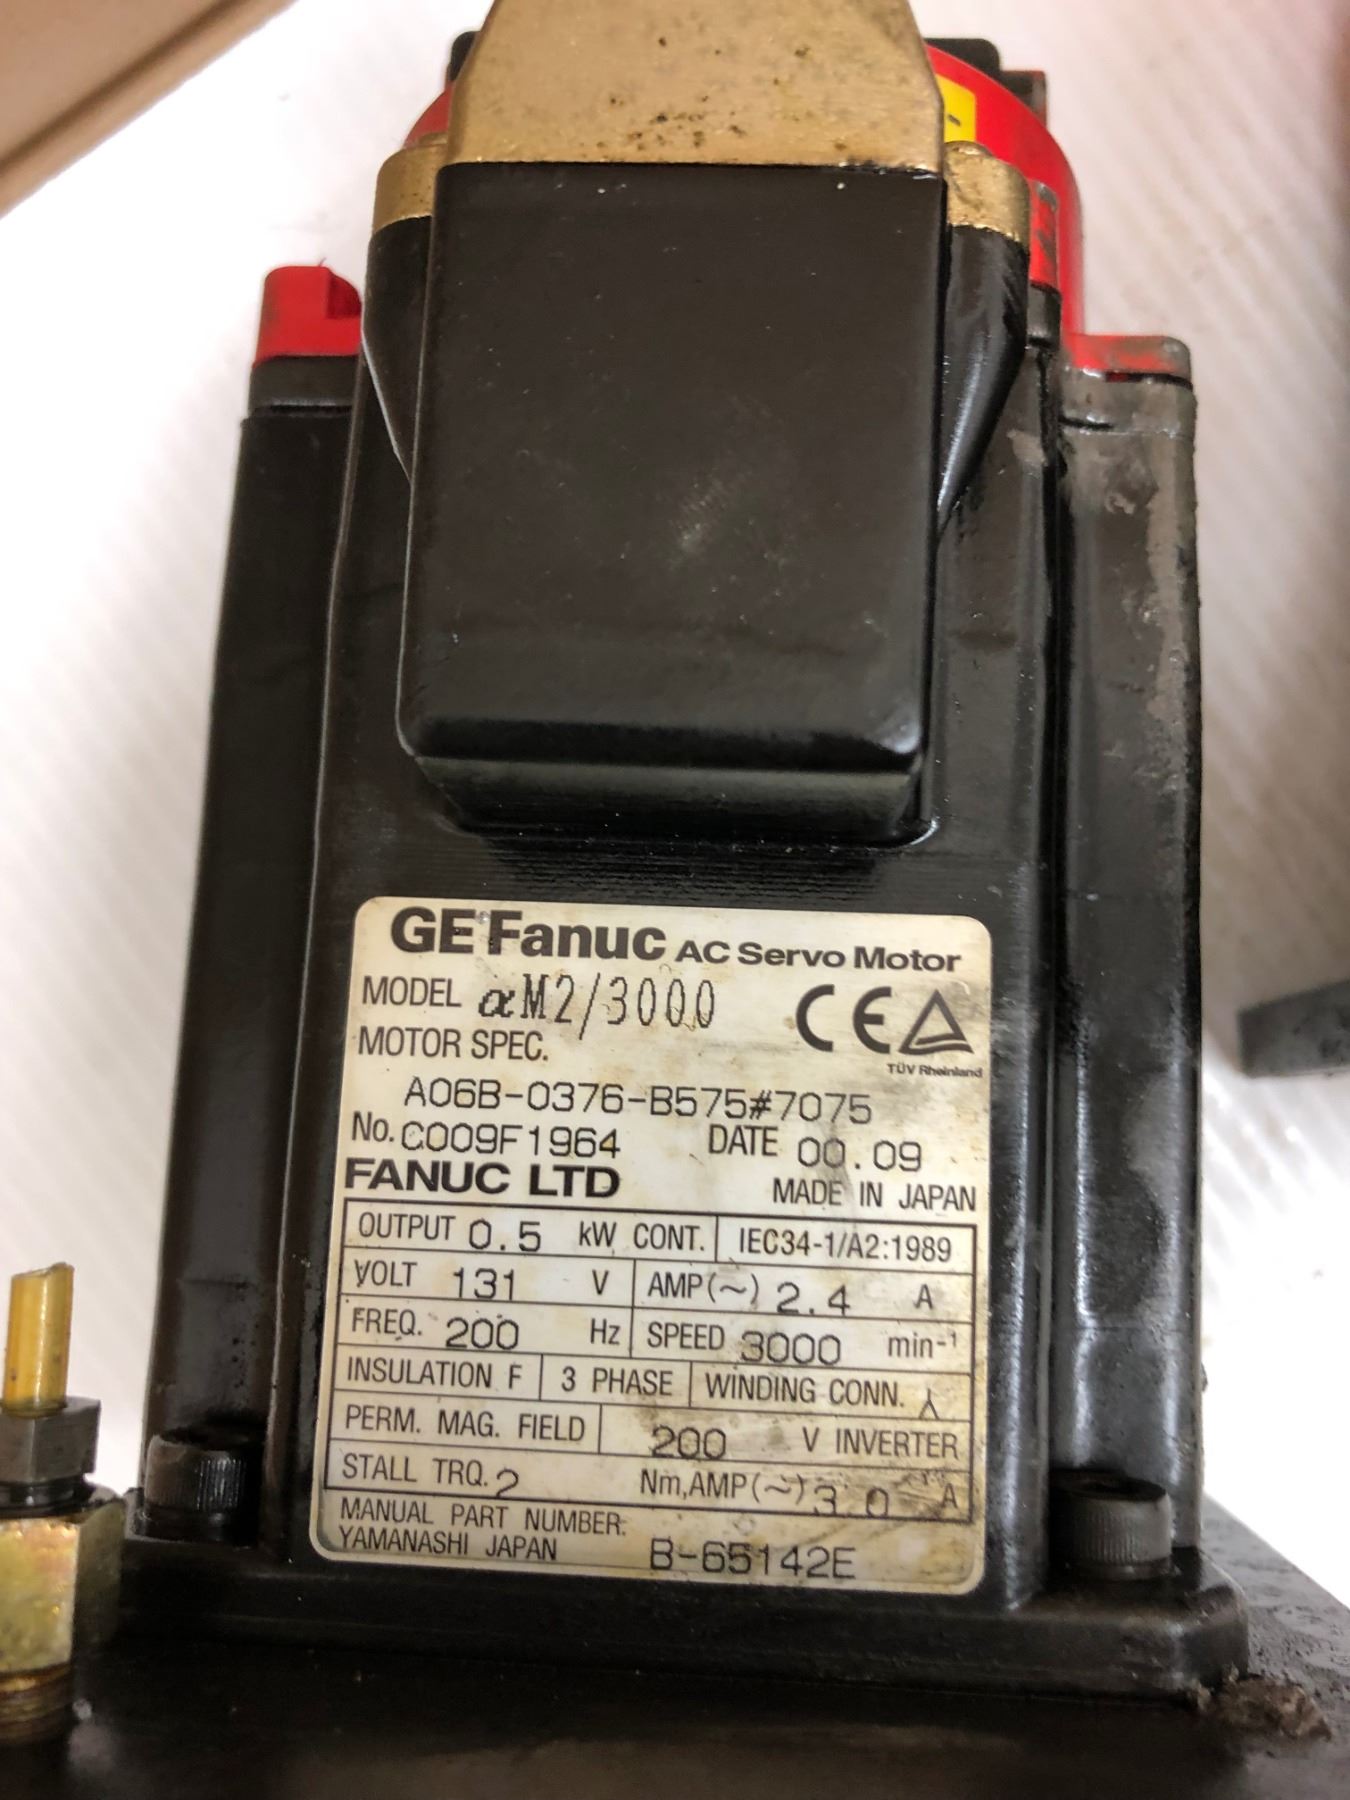 GE Fanuc AC Servo Motor
MODEL αM2/3000 CE
TÜV Rheinland
MOTOR SPEC.
A06B-0376-B575#7075
No. C009F1964 DATE 00.09
FANUC LTD MADE IN JAPAN
OUTPUT 0.5 kW CONT. IEC34-1/A2:1989
VOLT 131 V AMP(~) 2.4 A
FREQ. 200 Hz SPEED 3000 min-¹
INSULATION F 3 PHASE WINDING CONN. 人
PERM. MAG. FIELD 200 V INVERTER
STALL TRQ. 2 Nm, AMP(~) 3.0 A
MANUAL PART NUMBER: B-65142E
YAMANASHI JAPAN